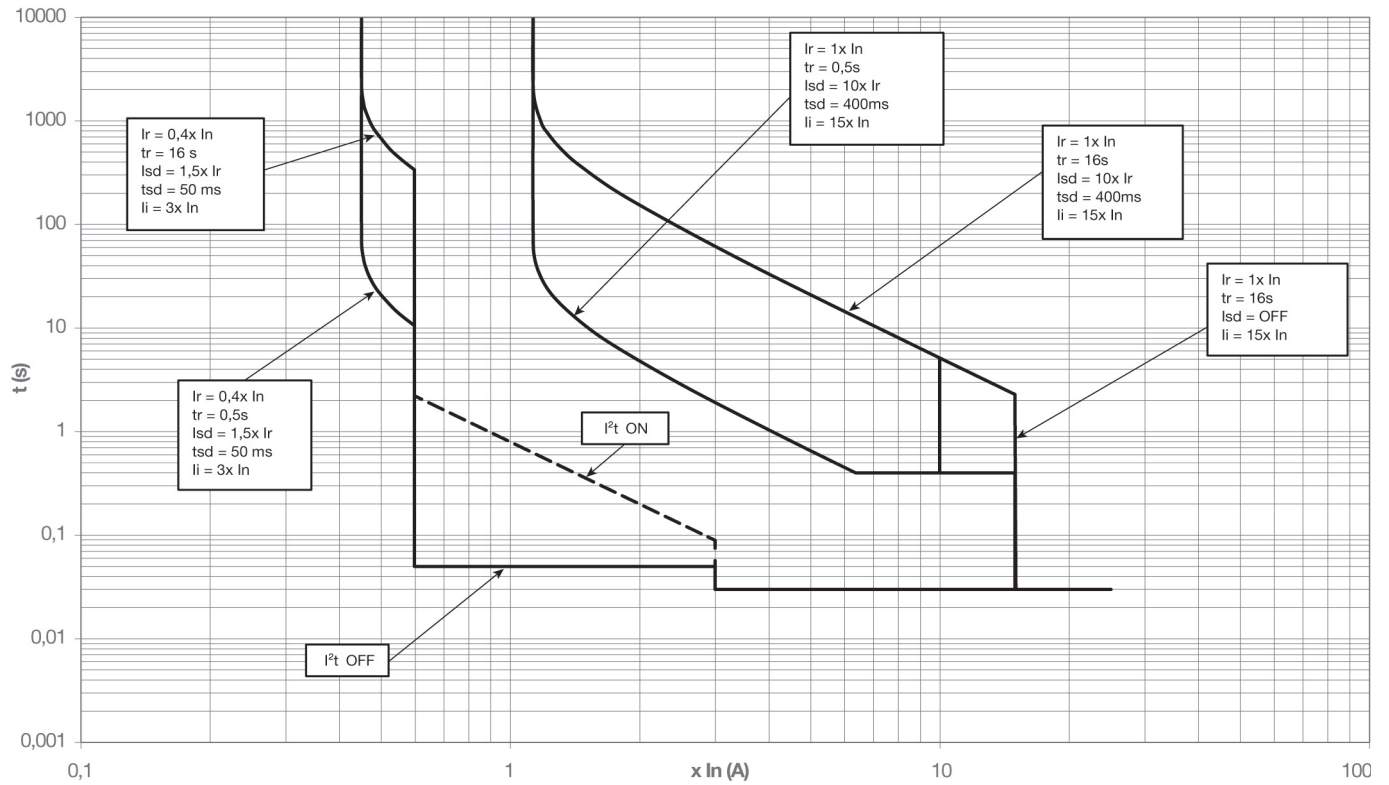 10000
1000
100
10
1
0,1
0,01
0,001
t (s)
0,1
1
10
100
x In (A)
Ir = 0,4x In
tr = 16 s
Isd = 1,5x Ir
tsd = 50 ms
Ii = 3x In
Ir = 1x In
tr = 0,5s
Isd = 10x Ir
tsd = 400ms
Ii = 15x In
Ir = 1x In
tr = 16s
Isd = 10x Ir
tsd = 400ms
Ii = 15x In
Ir = 1x In
tr = 16s
Isd = OFF
Ii = 15x In
Ir = 0,4x In
tr = 0,5s
Isd = 1,5x Ir
tsd = 50 ms
Ii = 3x In
I²t ON
I²t OFF